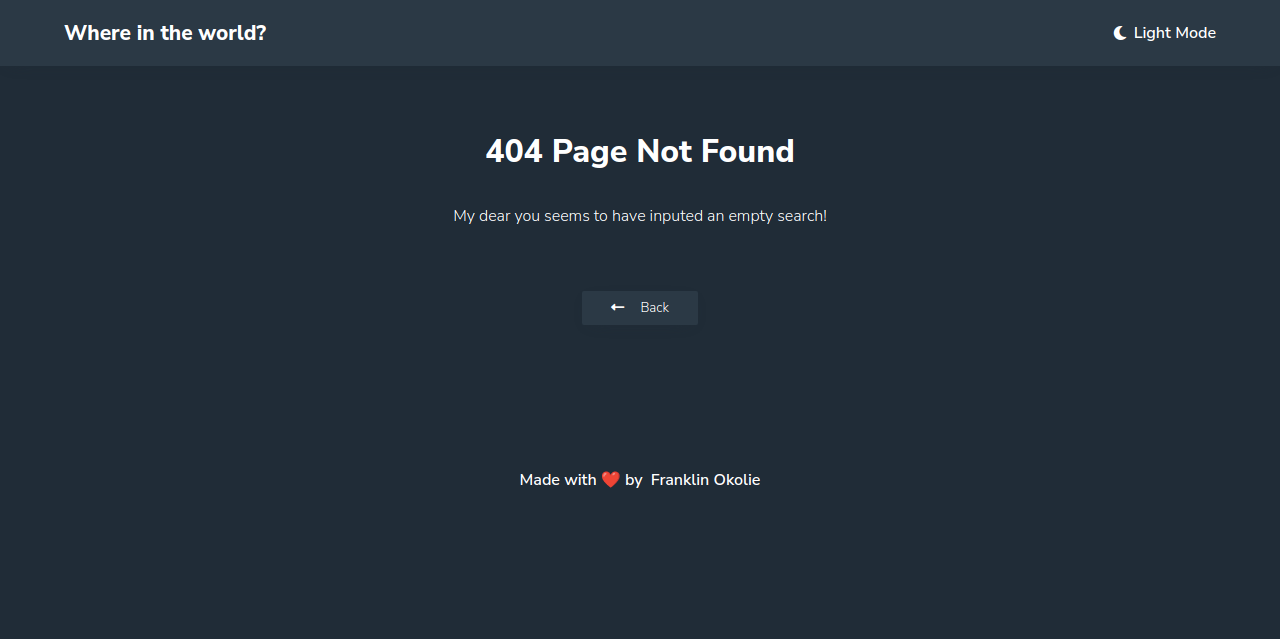 Where in the world?
Light Mode
404 Page Not Found
My dear you seems to have inputed an empty search!
Back
Made with ❤️ by Franklin Okolie